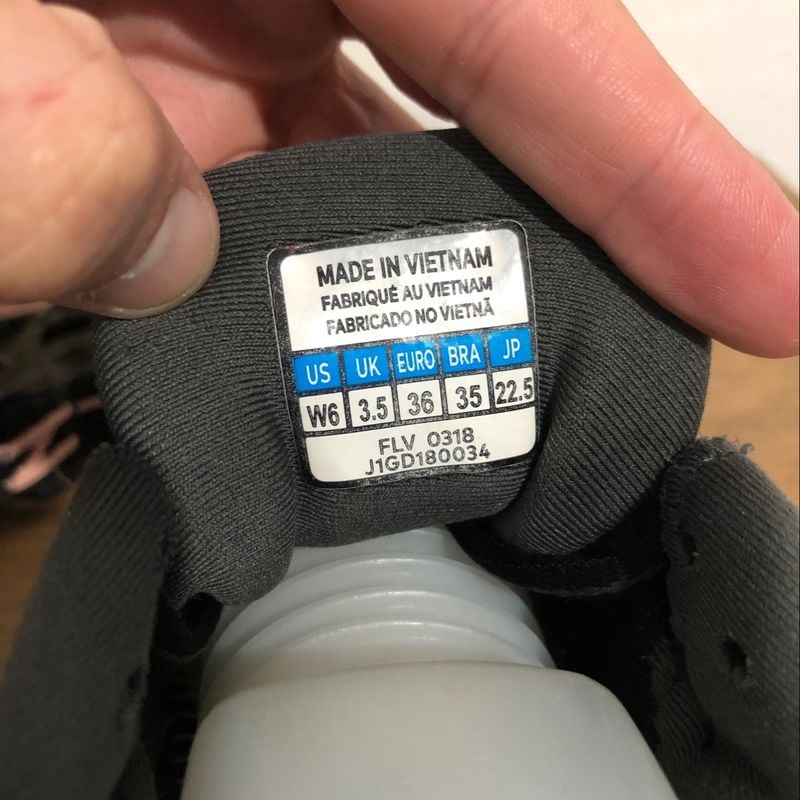 MADE IN VIETNAM
FABRIQUÉ AU VIETNAM
FABRICADO NO VIETNÃ
US UK EURO BRA JP
W6 3.5 36 35 22.5
FLV 0318
J1GD180034